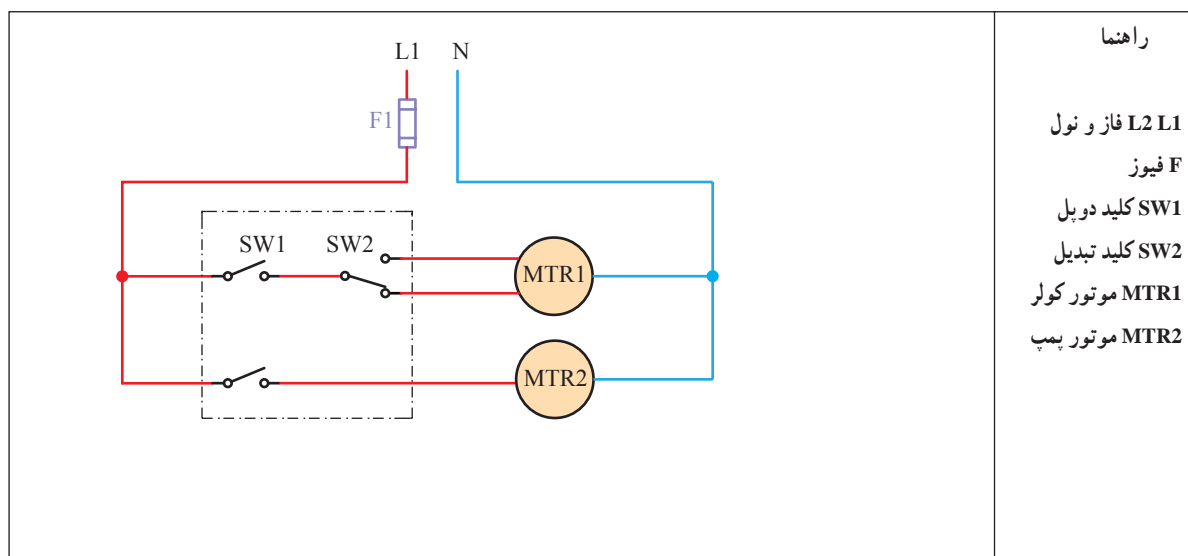 راهنما
L1 N
F1
SW1 SW2
MTR1
MTR2
L2 L1 فاز و نول
F فیوز
SW1 کلید دوپل
SW2 کلید تبدیل
MTR1 موتور کولر
MTR2 موتور پمپ